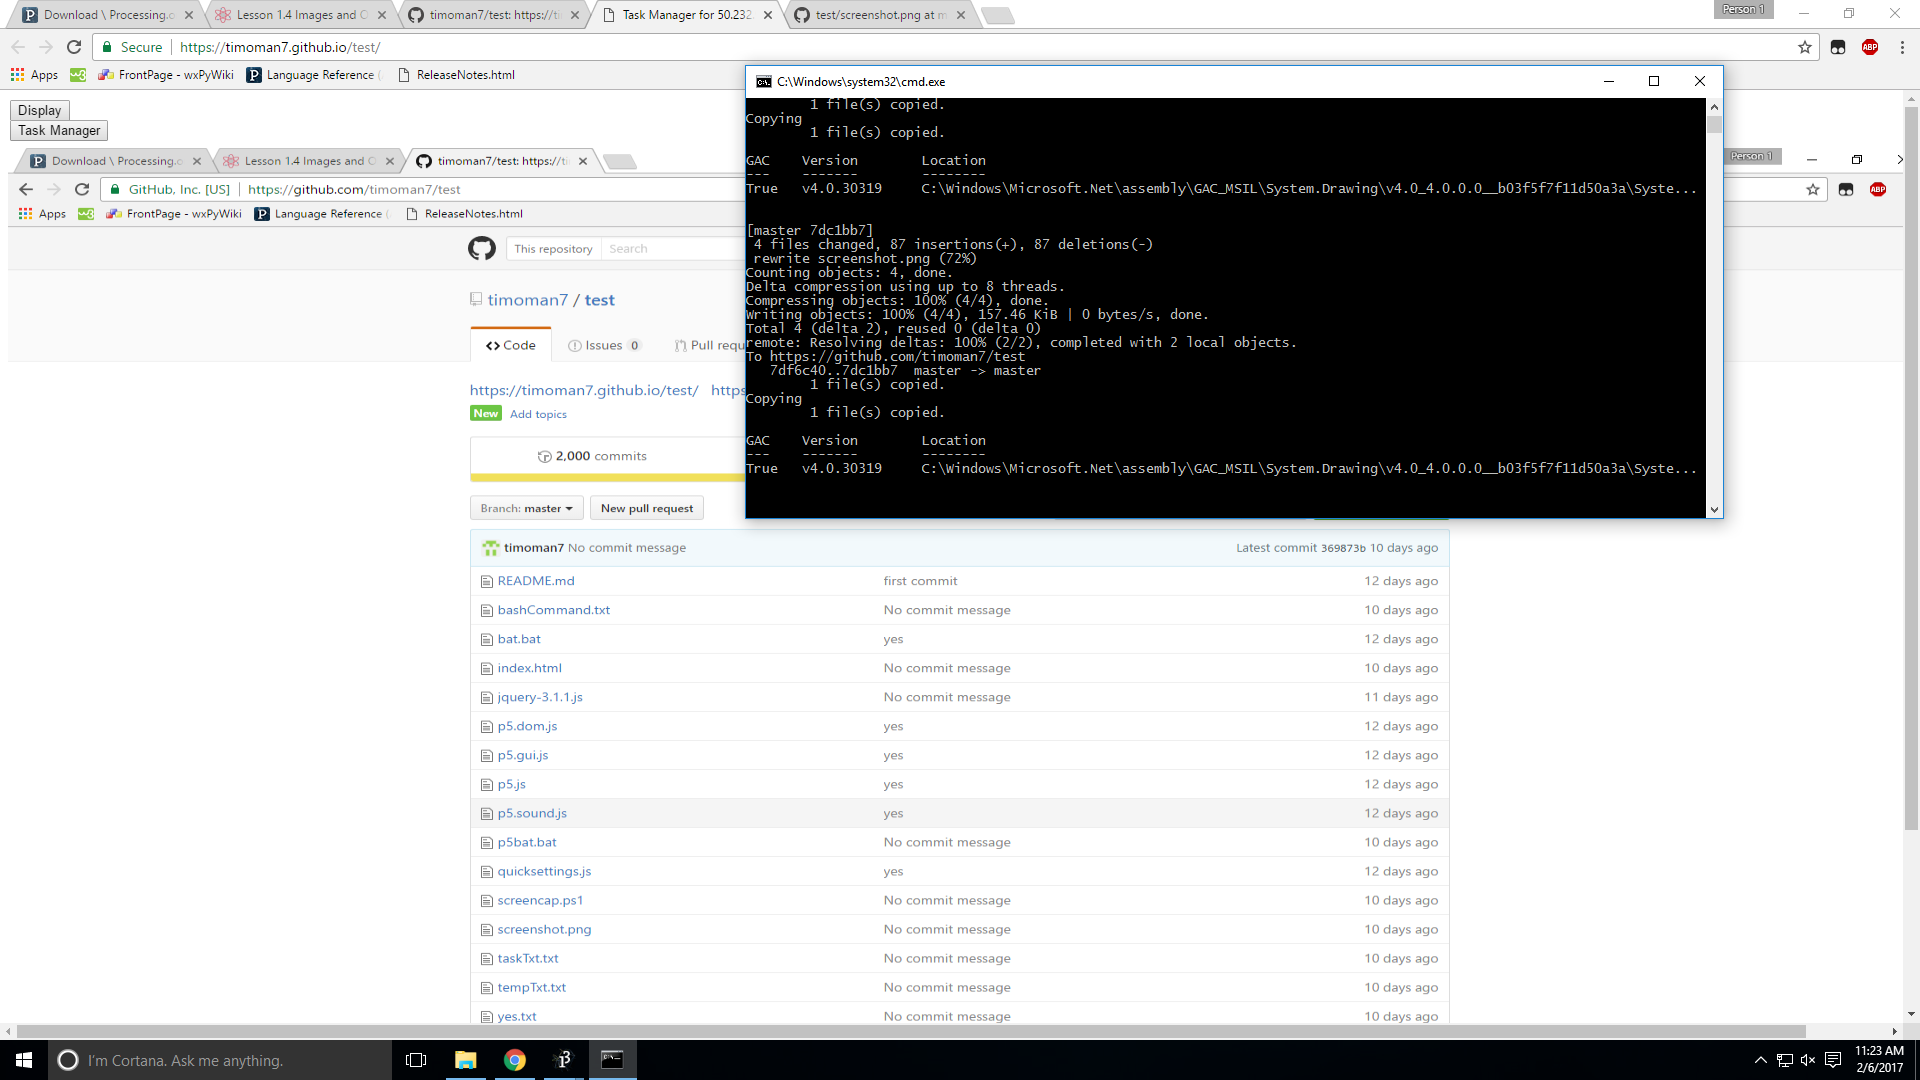 Download \ Processing.o
Lesson 1.4 Images and O
timoman7/test: https://ti
Task Manager for 50.232.
test/screenshot.png at m
Person 1
Secure | https://timoman7.github.io/test/
ABP
Apps
FrontPage - wxPyWiki
Language Reference (
ReleaseNotes.html
Display
Task Manager
C:\Windows\system32\cmd.exe
1 file(s) copied.
Copying
1 file(s) copied.
GAC Version Location
--- ------- --------
True v4.0.30319 C:\Windows\Microsoft.Net\assembly\GAC_MSIL\System.Drawing\v4.0_4.0.0.0__b03f5f7f11d50a3a\Syste...
[master 7dc1bb7]
4 files changed, 87 insertions(+), 87 deletions(-)
rewrite screenshot.png (72%)
Counting objects: 4, done.
Delta compression using up to 8 threads.
Compressing objects: 100% (4/4), done.
Writing objects: 100% (4/4), 157.46 KiB | 0 bytes/s, done.
Total 4 (delta 2), reused 0 (delta 0)
remote: Resolving deltas: 100% (2/2), completed with 2 local objects.
To https://github.com/timoman7/test
7df6c40..7dc1bb7 master -> master
1 file(s) copied.
Copying
1 file(s) copied.
GAC Version Location
--- ------- --------
True v4.0.30319 C:\Windows\Microsoft.Net\assembly\GAC_MSIL\System.Drawing\v4.0_4.0.0.0__b03f5f7f11d50a3a\Syste...
Download \ Processing.o
Lesson 1.4 Images and O
timoman7/test: https://ti
Person 1
GitHub, Inc. [US] | https://github.com/timoman7/test
ABP
Apps
FrontPage - wxPyWiki
Language Reference (
ReleaseNotes.html
This repository Search
timoman7 / test
Code
Issues 0
Pull requ
https://timoman7.github.io/test/ https
New Add topics
2,000 commits
Branch: master
New pull request
timoman7 No commit message Latest commit 369873b 10 days ago
README.md first commit 12 days ago
bashCommand.txt No commit message 10 days ago
bat.bat yes 12 days ago
index.html No commit message 10 days ago
jquery-3.1.1.js No commit message 11 days ago
p5.dom.js yes 12 days ago
p5.gui.js yes 12 days ago
p5.js yes 12 days ago
p5.sound.js yes 12 days ago
p5bat.bat No commit message 10 days ago
quicksettings.js yes 12 days ago
screencap.ps1 No commit message 10 days ago
screenshot.png No commit message 10 days ago
taskTxt.txt No commit message 10 days ago
tempTxt.txt No commit message 10 days ago
yes.txt No commit message 10 days ago
I'm Cortana. Ask me anything.
11:23 AM
2/6/2017